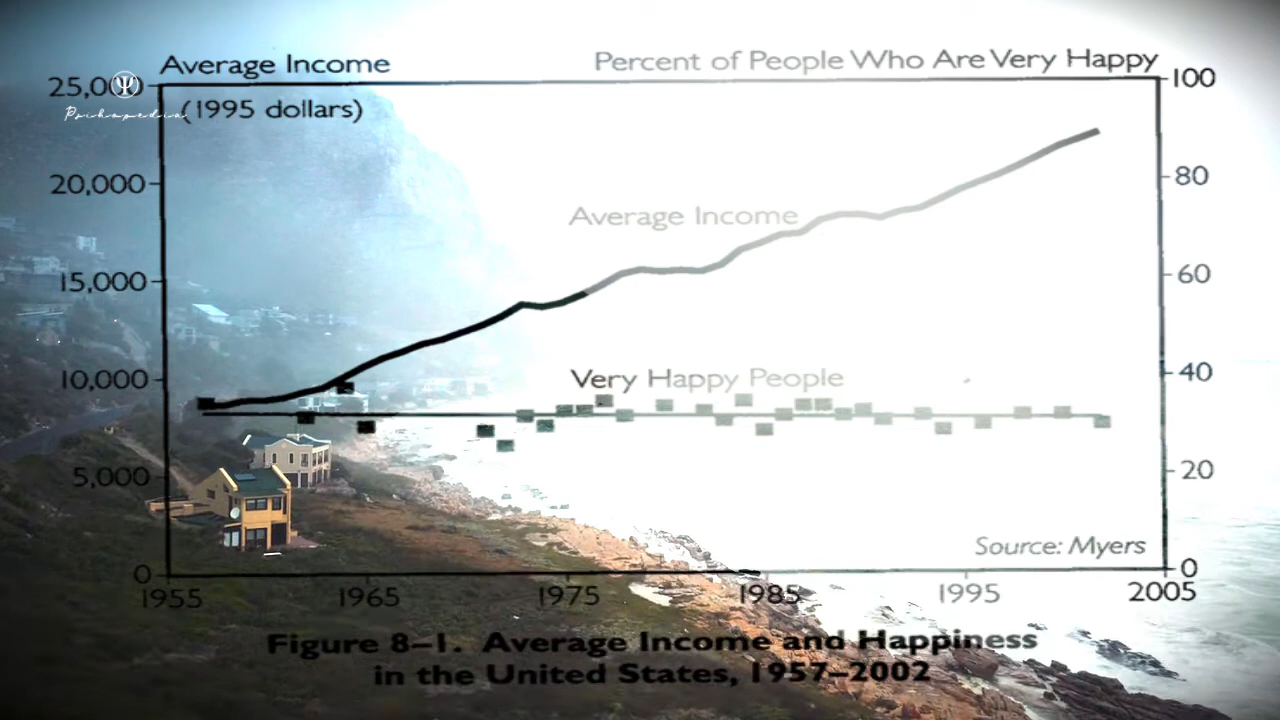 Average Income
Percent of People Who Are Very Happy
25,000
100
Psihopedia
(1995 dollars)
20,000
80
Average Income
15,000
60
10,000
Very Happy People
40
5,000
20
Source: Myers
0
0
1955 1965 1975 1985 1995 2005
Figure 8–1. Average Income and Happiness
in the United States, 1957–2002